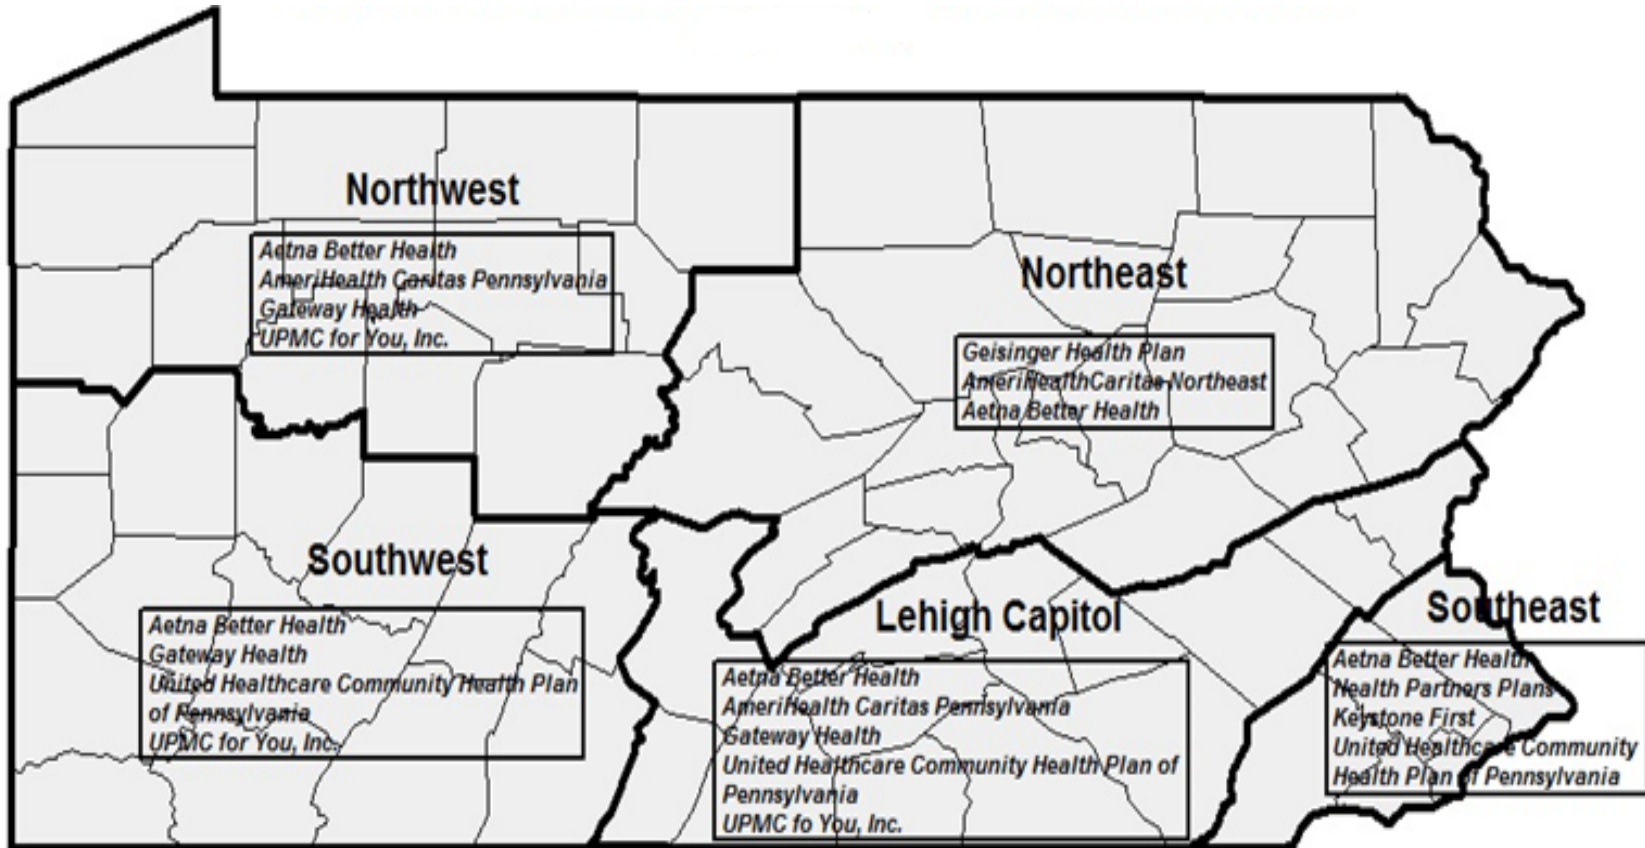 Northwest
Aetna Better Health
AmeriHealth Caritas Pennsylvania
Gateway Health
UPMC for You, Inc.
Northeast
Geisinger Health Plan
AmeriHealthCaritas Northeast
Aetna Better Health
Southwest
Aetna Better Health
Gateway Health
United Healthcare Community Health Plan
of Pennsylvania
UPMC for You, Inc.
Lehigh Capitol
Aetna Better Health
AmeriHealth Caritas Pennsylvania
Gateway Health
United Healthcare Community Health Plan of
Pennsylvania
UPMC fo You, Inc.
Southeast
Aetna Better Health
Health Partners Plans
Keystone First
United Healthcare Community
Health Plan of Pennsylvania